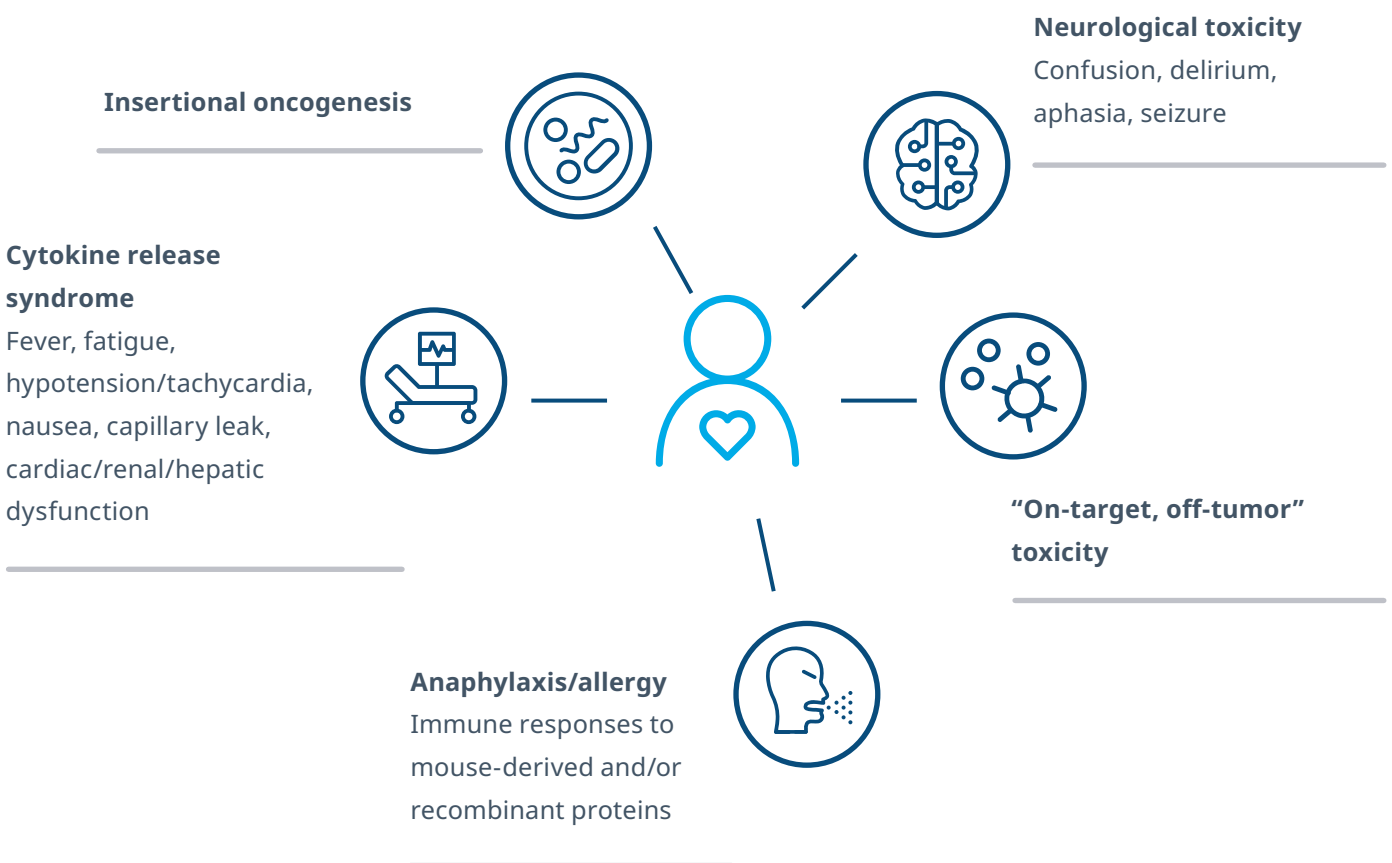 Insertional oncogenesis
Neurological toxicity
Confusion, delirium,
aphasia, seizure
Cytokine release
syndrome
Fever, fatigue,
hypotension/tachycardia,
nausea, capillary leak,
cardiac/renal/hepatic
dysfunction
“On-target, off-tumor”
toxicity
Anaphylaxis/allergy
Immune responses to
mouse-derived and/or
recombinant proteins